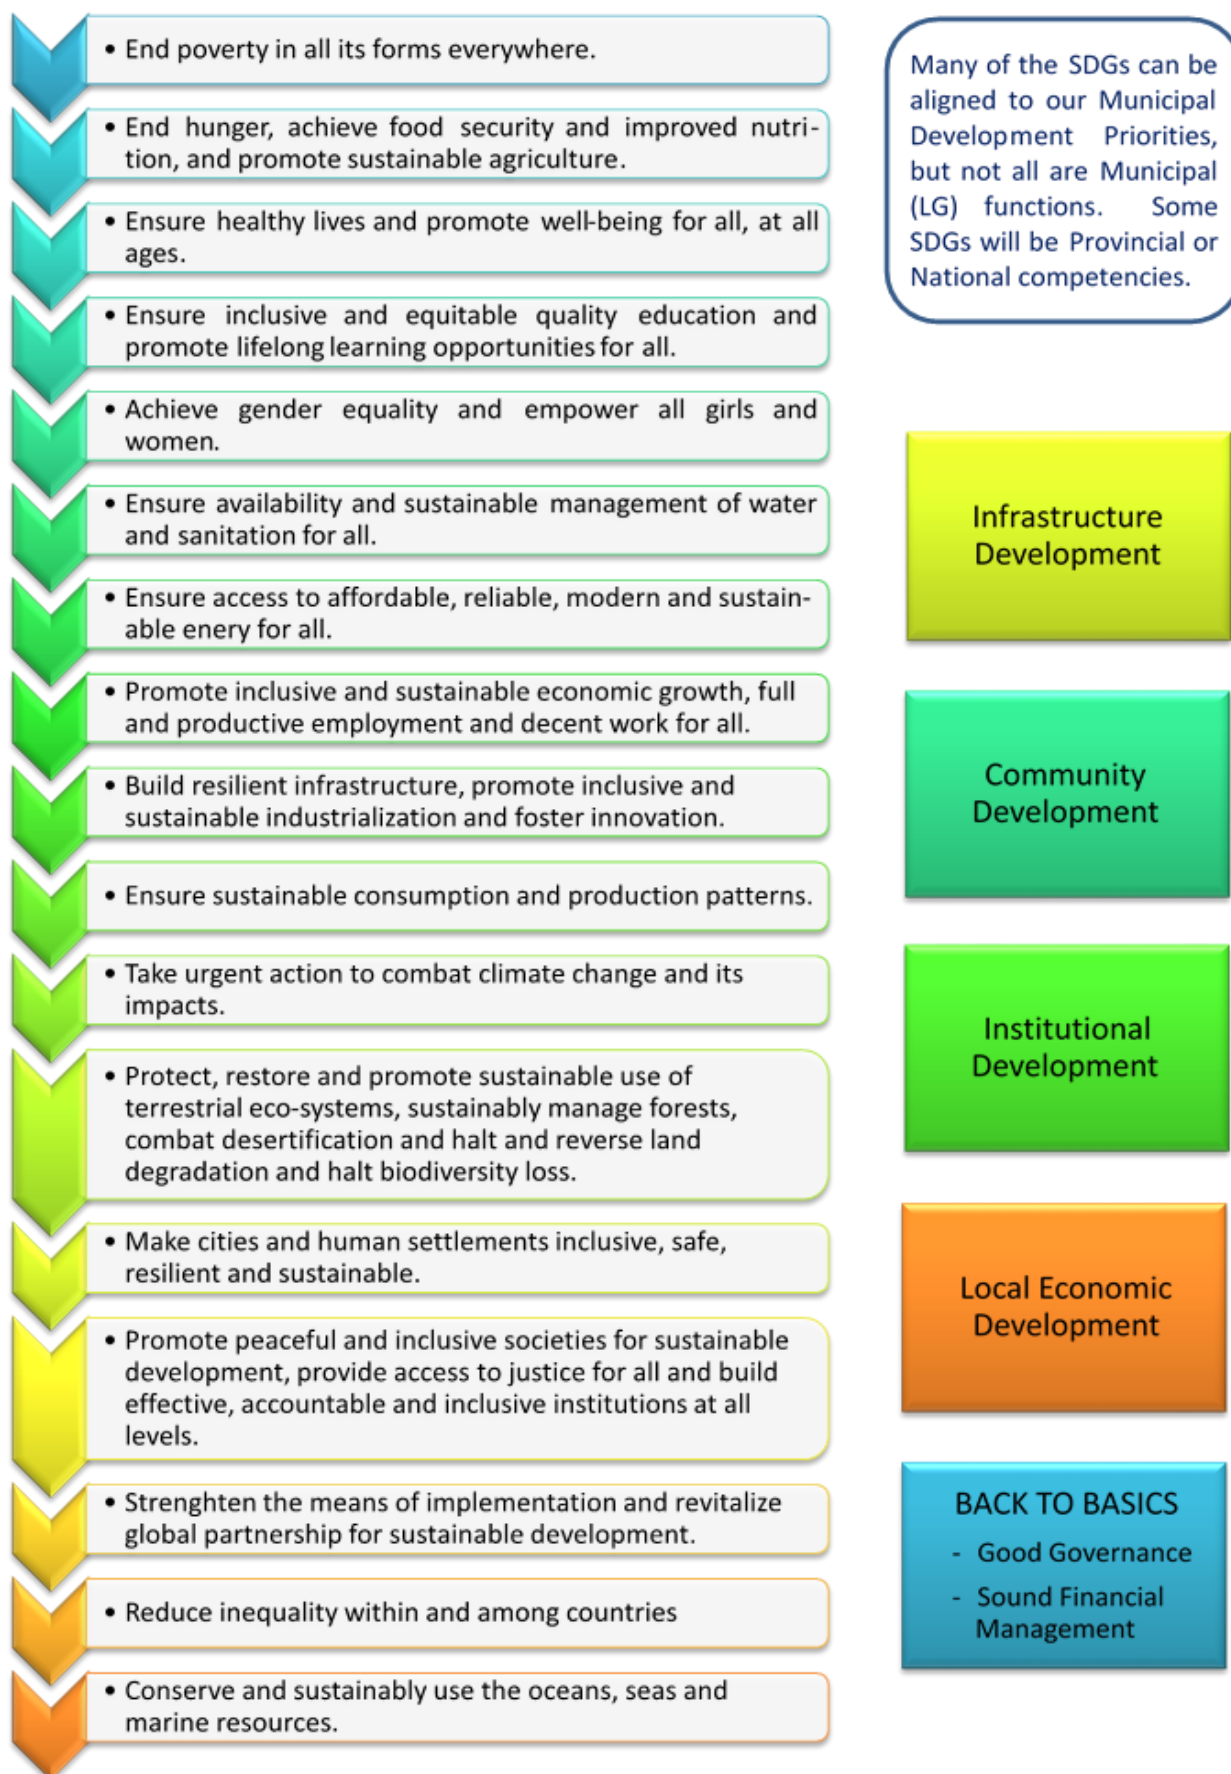 • End poverty in all its forms everywhere.
• End hunger, achieve food security and improved nutri-
tion, and promote sustainable agriculture.
• Ensure healthy lives and promote well-being for all, at all
ages.
• Ensure inclusive and equitable quality education and
promote lifelong learning opportunities for all.
• Achieve gender equality and empower all girls and
women.
• Ensure availability and sustainable management of water
and sanitation for all.
• Ensure access to affordable, reliable, modern and sustain-
able enery for all.
• Promote inclusive and sustainable economic growth, full
and productive employment and decent work for all.
• Build resilient infrastructure, promote inclusive and
sustainable industrialization and foster innovation.
• Ensure sustainable consumption and production patterns.
• Take urgent action to combat climate change and its
impacts.
• Protect, restore and promote sustainable use of
terrestrial eco-systems, sustainably manage forests,
combat desertification and halt and reverse land
degradation and halt biodiversity loss.
• Make cities and human settlements inclusive, safe,
resilient and sustainable.
• Promote peaceful and inclusive societies for sustainable
development, provide access to justice for all and build
effective, accountable and inclusive institutions at all
levels.
• Strenghten the means of implementation and revitalize
global partnership for sustainable development.
• Reduce inequality within and among countries
• Conserve and sustainably use the oceans, seas and
marine resources.
Many of the SDGs can be
aligned to our Municipal
Development Priorities,
but not all are Municipal
(LG) functions. Some
SDGs will be Provincial or
National competencies.
Infrastructure
Development
Community
Development
Institutional
Development
Local Economic
Development
BACK TO BASICS
- Good Governance
- Sound Financial
Management